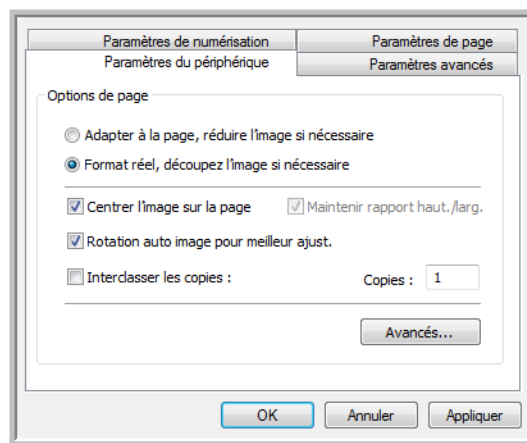 Paramètres de numérisation
Paramètres de page
Paramètres du périphérique
Paramètres avancés
Options de page
Adapter à la page, réduire l'image si nécessaire
Format réel, découpez l'image si nécessaire
Centrer l'image sur la page
Maintenir rapport haut./larg.
Rotation auto image pour meilleur ajust.
Interclasser les copies :
Copies : 1
Avancés...
OK
Annuler
Appliquer